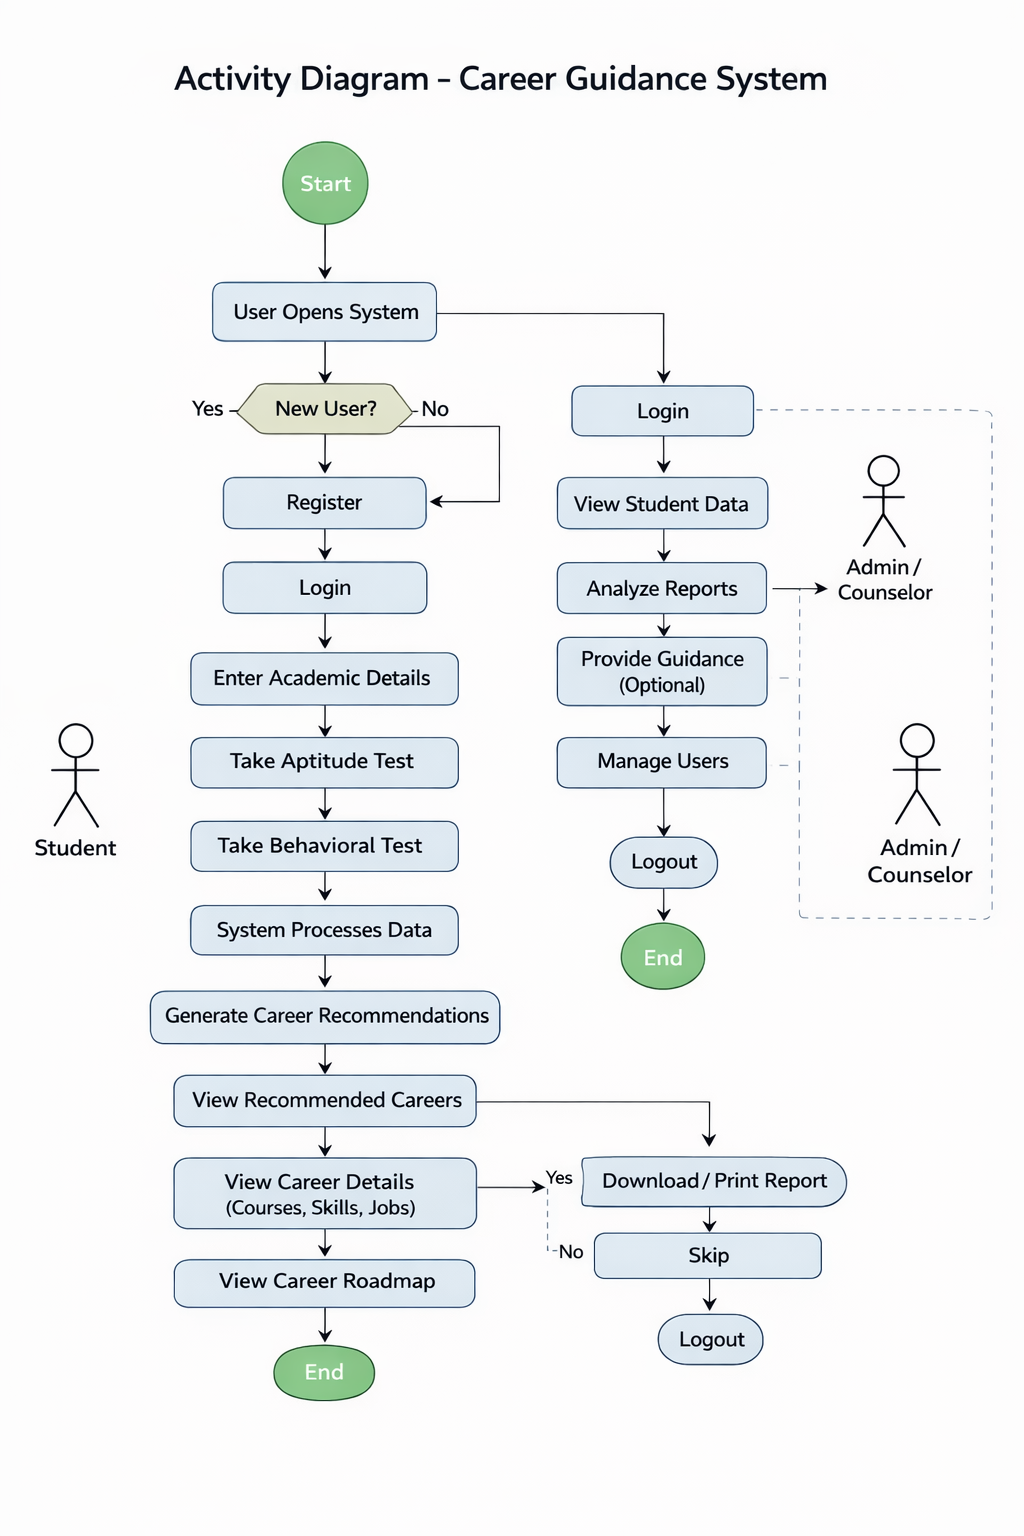 Activity Diagram – Career Guidance System
Start
User Opens System
Yes
New User?
No
Register
Login
Enter Academic Details
Take Aptitude Test
Take Behavioral Test
System Processes Data
Generate Career Recommendations
View Recommended Careers
View Career Details
(Courses, Skills, Jobs)
View Career Roadmap
End
Student
Login
View Student Data
Analyze Reports
Provide Guidance
(Optional)
Manage Users
Logout
End
Admin /
Counselor
Admin /
Counselor
Yes
Download / Print Report
No
Skip
Logout